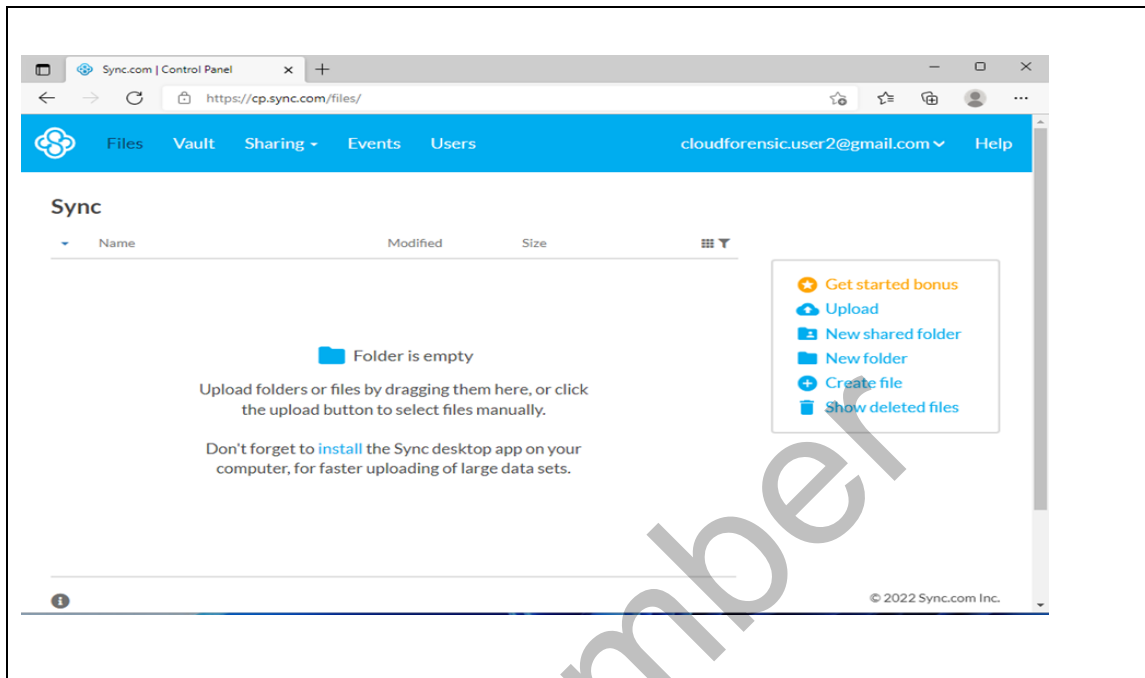 Sync.com | Control Panel
https://cp.sync.com/files/
Files Vault Sharing Events Users cloudforensic.user2@gmail.com Help
Sync
Name Modified Size
Get started bonus
Upload
New shared folder
New folder
Create file
Show deleted files
Folder is empty
Upload folders or files by dragging them here, or click
the upload button to select files manually.
Don't forget to install the Sync desktop app on your
computer, for faster uploading of large data sets.
© 2022 Sync.com Inc.
mber